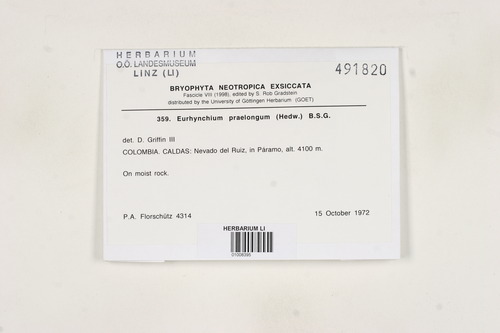 HERBARIUM
O.Ö. LANDESMUSEUM
LINZ (LI)
491820
BRYOPHYTA NEOTROPICA EXSICCATA
Fascicle VIII (1998), edited by S. Rob Gradstein
distributed by the University of Göttingen Herbarium (GOET)
359. Eurhynchium praelongum (Hedw.) B.S.G.
det. D. Griffin III
COLOMBIA. CALDAS: Nevado del Ruiz, in Páramo, alt. 4100 m.
On moist rock.
P.A. Florschütz 4314
15 October 1972
HERBARIUM LI
01008395